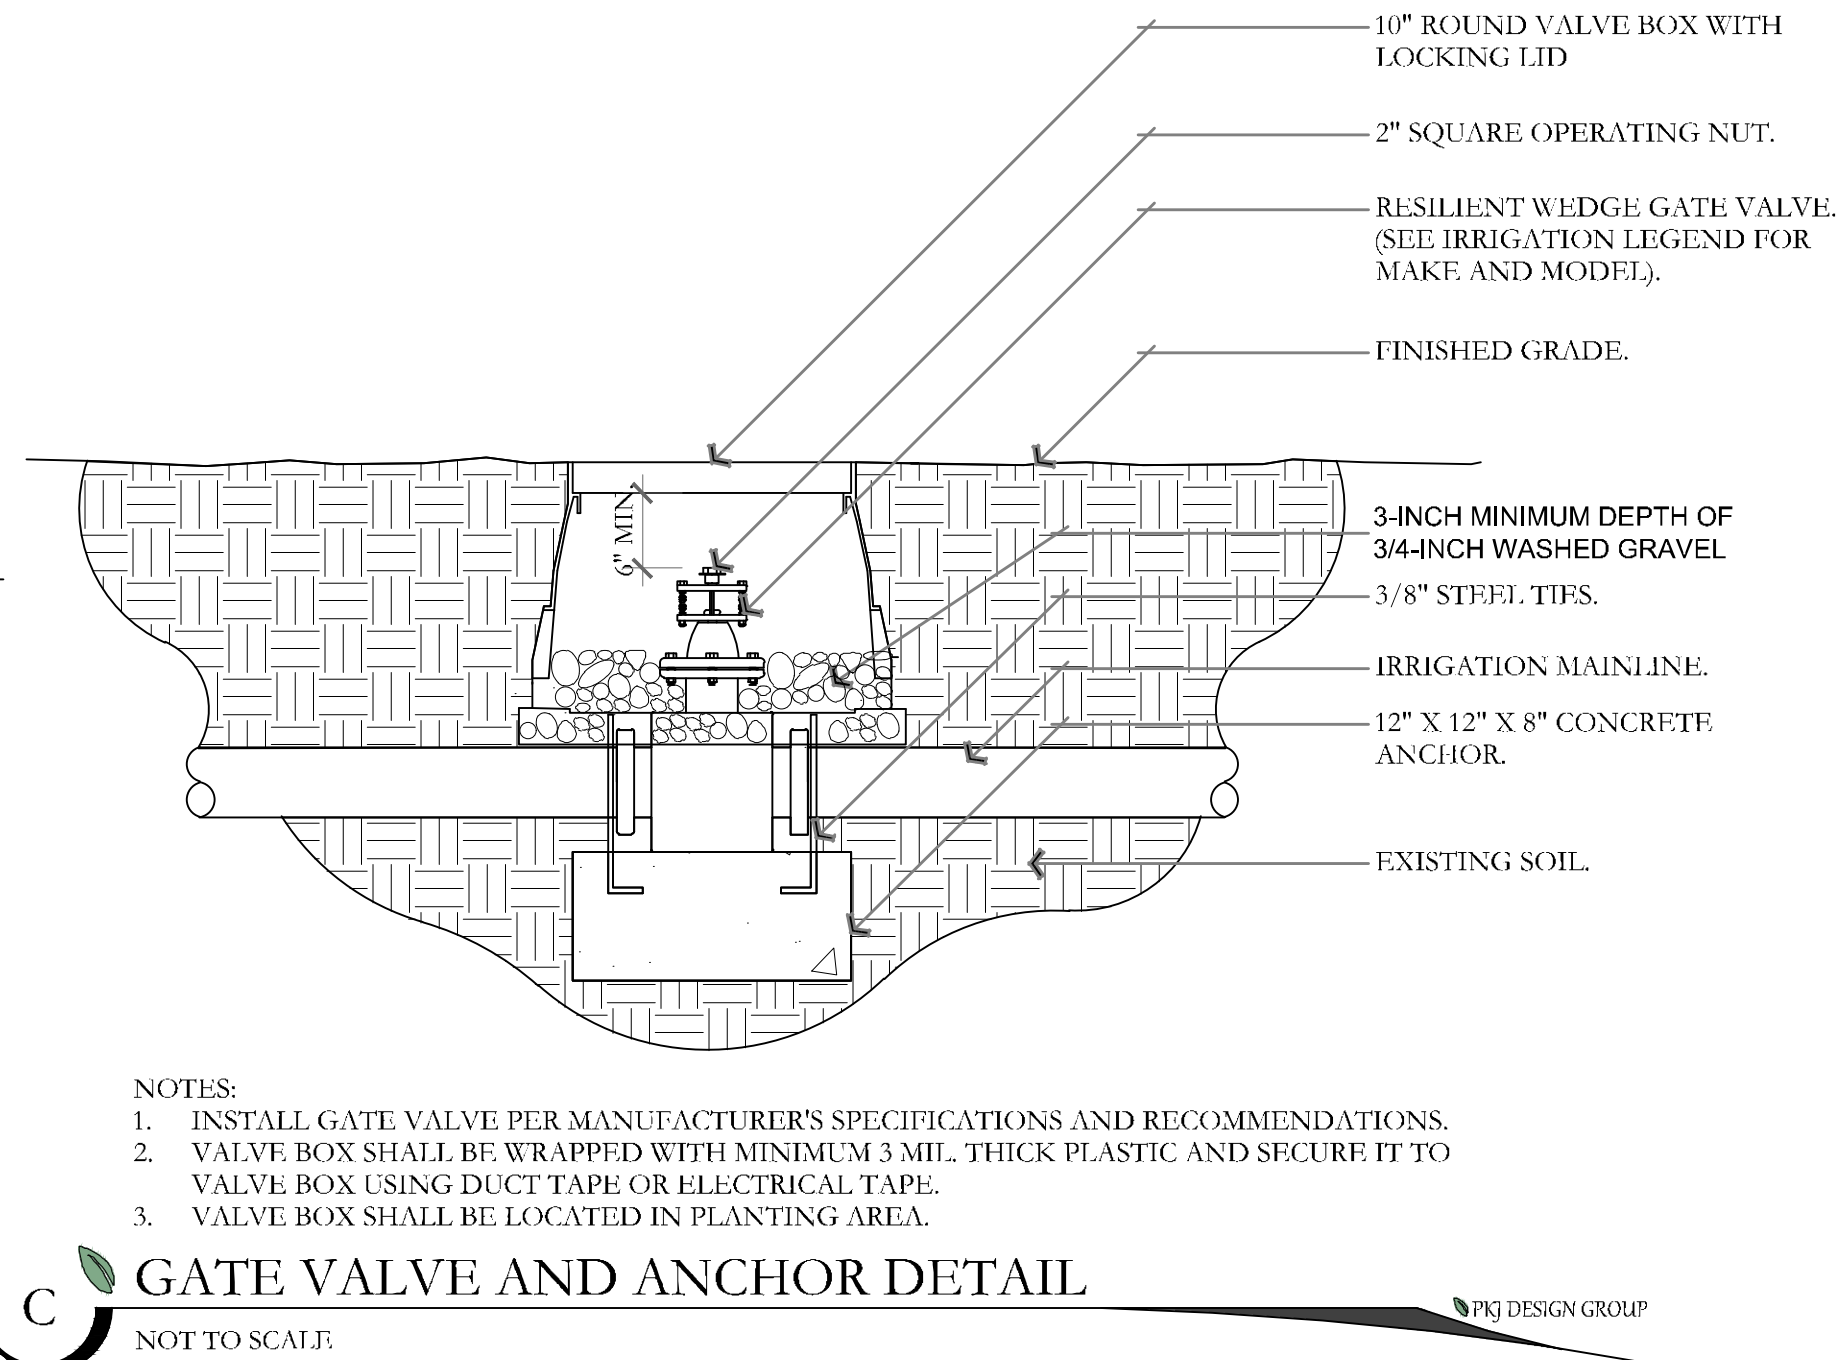 10" ROUND VALVE BOX WITH
LOCKING LID
2" SQUARE OPERATING NUT.
RESILIENT WEDGE GATE VALVE.
(SEE IRRIGATION LEGEND FOR
MAKE AND MODEL).
FINISHED GRADE.
6" MIN.
3-INCH MINIMUM DEPTH OF
3/4-INCH WASHED GRAVEL
3/8" STEEL TIES.
IRRIGATION MAINLINE.
12" X 12" X 8" CONCRETE
ANCHOR.
EXISTING SOIL.
NOTES:
1. INSTALL GATE VALVE PER MANUFACTURER'S SPECIFICATIONS AND RECOMMENDATIONS.
2. VALVE BOX SHALL BE WRAPPED WITH MINIMUM 3 MIL. THICK PLASTIC AND SECURE IT TO
VALVE BOX USING DUCT TAPE OR ELECTRICAL TAPE.
3. VALVE BOX SHALL BE LOCATED IN PLANTING AREA.
C GATE VALVE AND ANCHOR DETAIL
NOT TO SCALE
PKJ DESIGN GROUP